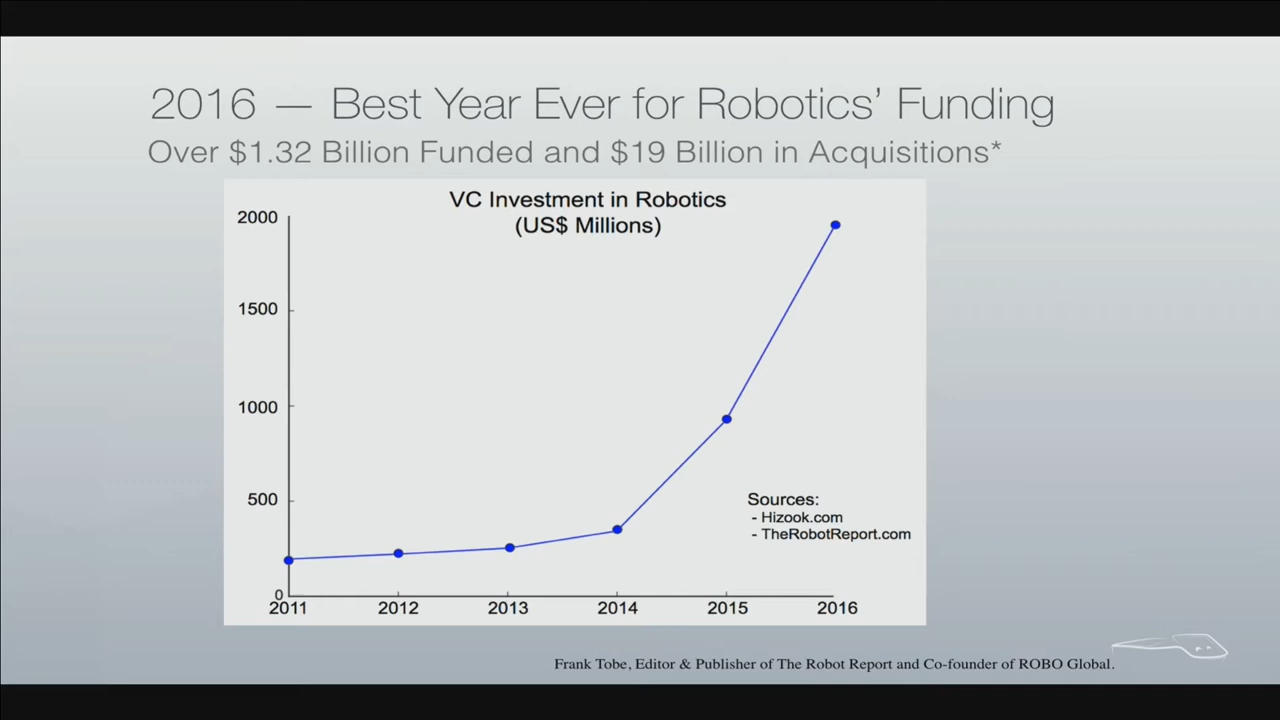 2016 — Best Year Ever for Robotics’ Funding
Over $1.32 Billion Funded and $19 Billion in Acquisitions*
VC Investment in Robotics
(US$ Millions)
2000
1500
1000
500
0
Sources:
- Hizook.com
- TheRobotReport.com
2011 2012 2013 2014 2015 2016
Frank Tobe, Editor & Publisher of The Robot Report and Co-founder of ROBO Global.